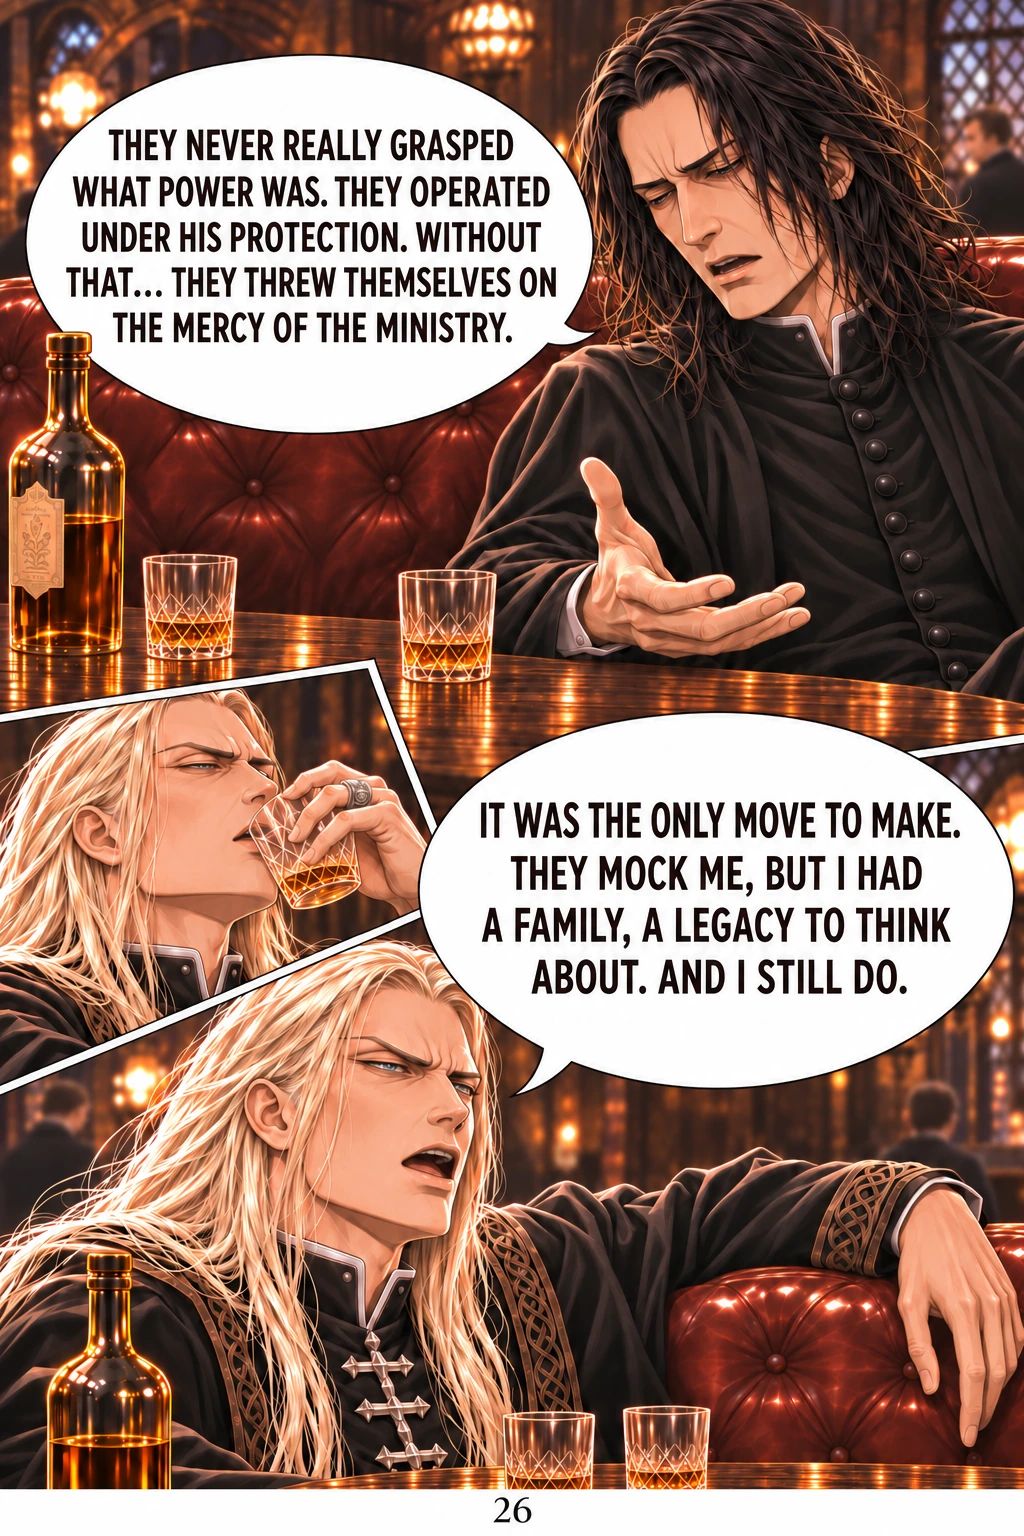 THEY NEVER REALLY GRASPED
WHAT POWER WAS. THEY OPERATED
UNDER HIS PROTECTION. WITHOUT
THAT... THEY THREW THEMSELVES ON
THE MERCY OF THE MINISTRY.
IT WAS THE ONLY MOVE TO MAKE.
THEY MOCK ME, BUT I HAD
A FAMILY, A LEGACY TO THINK
ABOUT. AND I STILL DO.
26